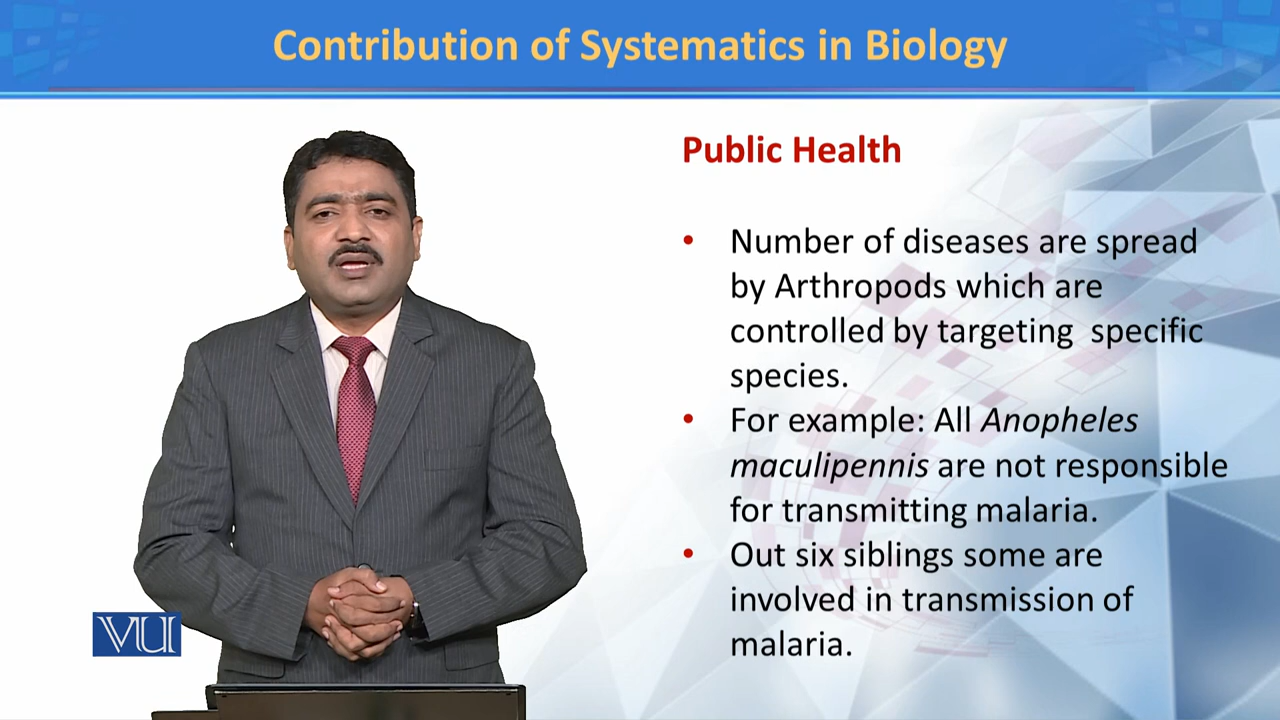 Contribution of Systematics in Biology
Public Health
• Number of diseases are spread
by Arthropods which are
controlled by targeting specific
species.
• For example: All Anopheles
maculipennis are not responsible
for transmitting malaria.
• Out six siblings some are
involved in transmission of
malaria.
VU